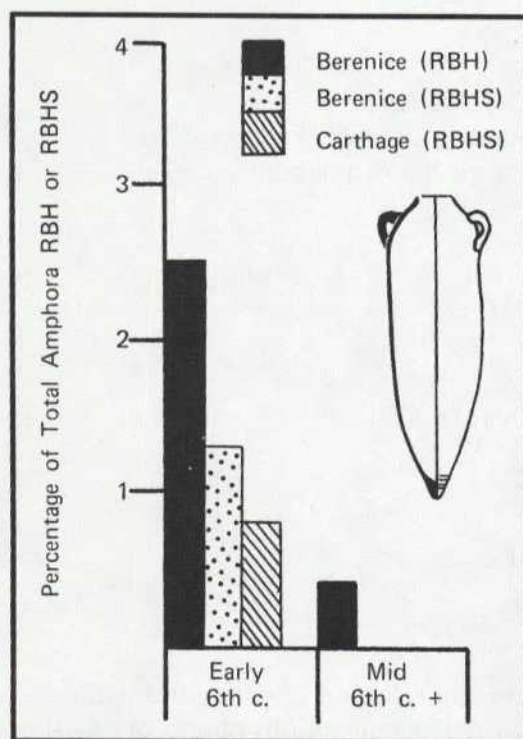 4
3
2
1
Percentage of Total Amphora RBH or RBHS
Berenice (RBH)
Berenice (RBHS)
Carthage (RBHS)
Early
6th c.
Mid
6th c. +